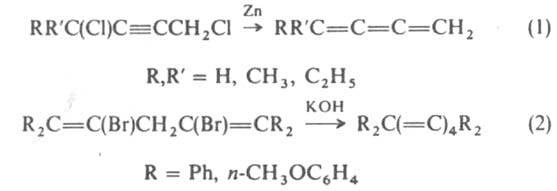 Zn
RR′C(Cl)C≡CCH₂Cl → RR′C=C=C=CH₂ (1)
R,R′ = H, CH₃, C₂H₅
KOH
R₂C=C(Br)CH₂C(Br)=CR₂ → R₂C(=C)₄R₂ (2)
R = Ph, n-CH₃OC₆H₄